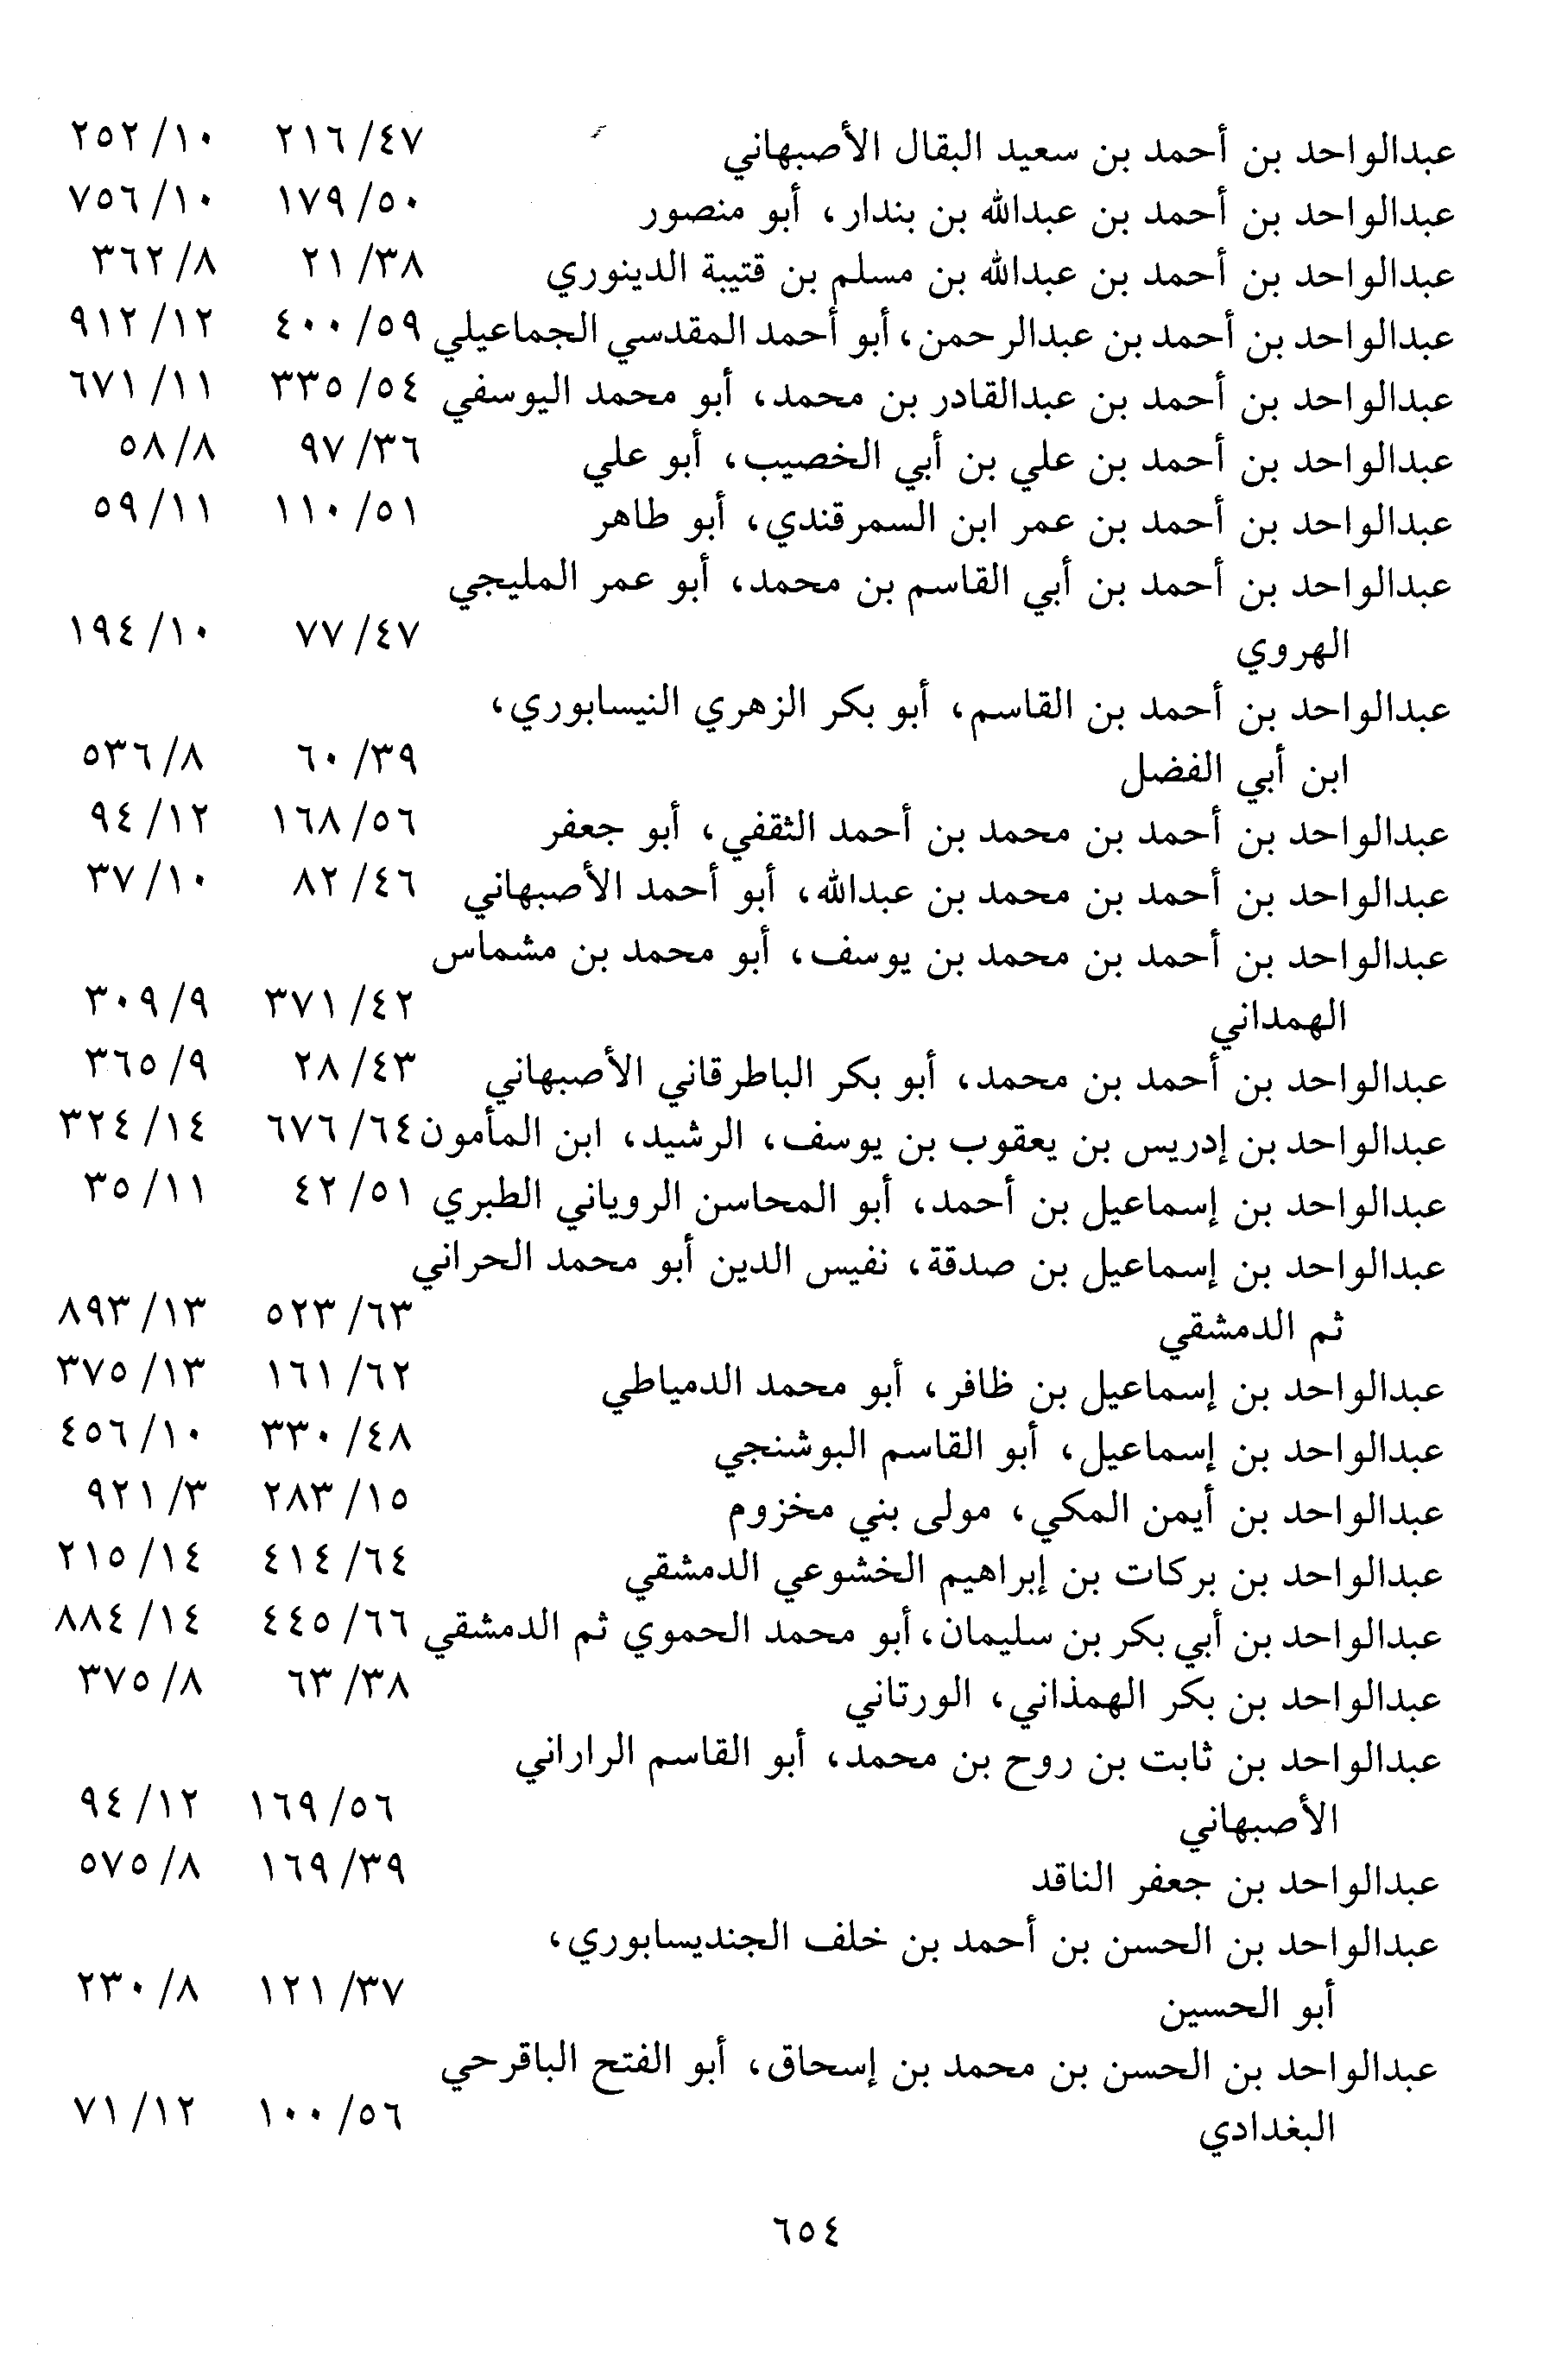 عبدالواحد بن أحمد بن سعيد البقال الأصبهاني ٢١٦/٤٧ ٢٥٢/١٠
عبدالواحد بن أحمد بن عبدالله بن بندار، أبو منصور ١٧٩/٥٠ ٧٥٦/١٠
عبدالواحد بن أحمد بن عبدالله بن مسلم بن قتيبة الدينوري ٢١/٣٨ ٣٦٢/٨
عبدالواحد بن أحمد بن عبدالرحمن، أبو أحمد المقدسي الجماعيلي ٤٠٠/٥٩ ٩١٢/١٢
عبدالواحد بن أحمد بن عبدالقادر بن محمد، أبو محمد اليوسفي ٣٣٥/٥٤ ٦٧١/١١
عبدالواحد بن أحمد بن علي بن أبي الخصيب، أبو علي ٩٧/٣٦ ٥٨/٨
عبدالواحد بن أحمد بن عمر ابن السمرقندي، أبو طاهر ١١٠/٥١ ٥٩/١١
عبدالواحد بن أحمد بن أبي القاسم بن محمد، أبو عمر المليجي
الهروي ٧٧/٤٧ ١٩٤/١٠
عبدالواحد بن أحمد بن القاسم، أبو بكر الزهري النيسابوري،
ابن أبي الفضل ٦٠/٣٩ ٥٣٦/٨
عبدالواحد بن أحمد بن محمد بن أحمد الثقفي، أبو جعفر ١٦٨/٥٦ ٩٤/١٢
عبدالواحد بن أحمد بن محمد بن عبدالله، أبو أحمد الأصبهاني ٨٢/٤٦ ٣٧/١٠
عبدالواحد بن أحمد بن محمد بن يوسف، أبو محمد بن مشماس
الهمداني ٣٧١/٤٢ ٣٠٩/٩
عبدالواحد بن أحمد بن محمد، أبو بكر الباطرقاني الأصبهاني ٢٨/٤٣ ٣٦٥/٩
عبدالواحد بن إدريس بن يعقوب بن يوسف، الرشيد، ابن المأمون ٦٧٦/٦٤ ٣٢٤/١٤
عبدالواحد بن إسماعيل بن أحمد، أبو المحاسن الروياني الطبري ٤٢/٥١ ٣٥/١١
عبدالواحد بن إسماعيل بن صدقة، نفيس الدين أبو محمد الحراني
ثم الدمشقي ٥٢٣/٦٣ ٨٩٣/١٣
عبدالواحد بن إسماعيل بن ظافر، أبو محمد الدمياطي ١٦١/٦٢ ٣٧٥/١٣
عبدالواحد بن إسماعيل، أبو القاسم البوشنجي ٣٣٠/٤٨ ٤٥٦/١٠
عبدالواحد بن أيمن المكي، مولى بني مخزوم ٢٨٣/١٥ ٩٢١/٣
عبدالواحد بن بركات بن إبراهيم الخشوعي الدمشقي ٤١٤/٦٤ ٢١٥/١٤
عبدالواحد بن أبي بكر بن سليمان، أبو محمد الحموي ثم الدمشقي ٤٤٥/٦٦ ٨٨٤/١٤
عبدالواحد بن بكر الهمذاني، الورتاني ٦٣/٣٨ ٣٧٥/٨
عبدالواحد بن ثابت بن روح بن محمد، أبو القاسم الراراني
الأصبهاني ١٦٩/٥٦ ٩٤/١٢
عبدالواحد بن جعفر الناقد ١٦٩/٣٩ ٥٧٥/٨
عبدالواحد بن الحسن بن أحمد بن خلف الجنديسابوري،
أبو الحسين ١٢١/٣٧ ٢٣٠/٨
عبدالواحد بن الحسن بن محمد بن إسحاق، أبو الفتح الباقرحي
البغدادي ١٠٠/٥٦ ٧١/١٢
٦٥٤